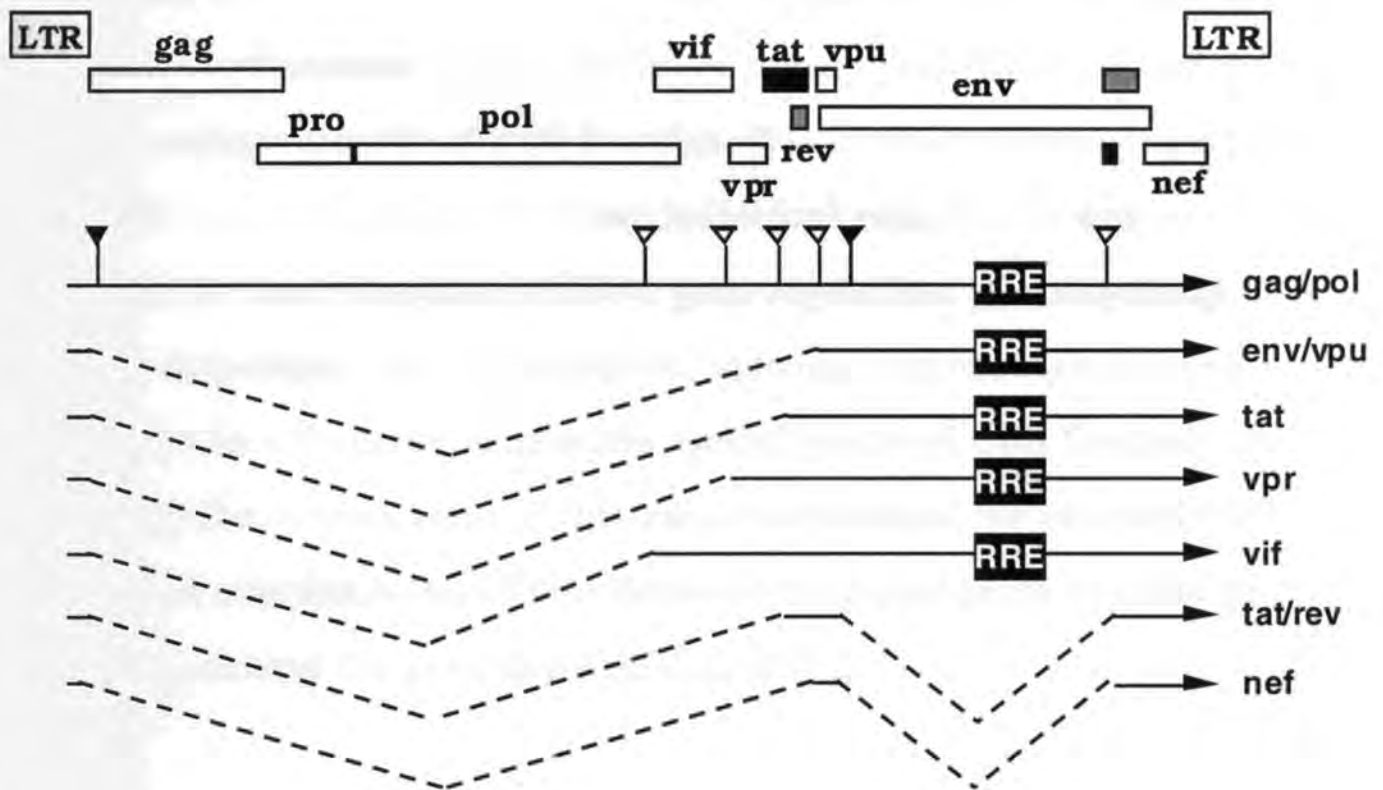 LTR
LTR
gag
vif
tat
vpu
env
pro
pol
rev
vpr
nef
RRE
gag/pol
RRE
env/vpu
RRE
tat
RRE
vpr
RRE
vif
tat/rev
nef